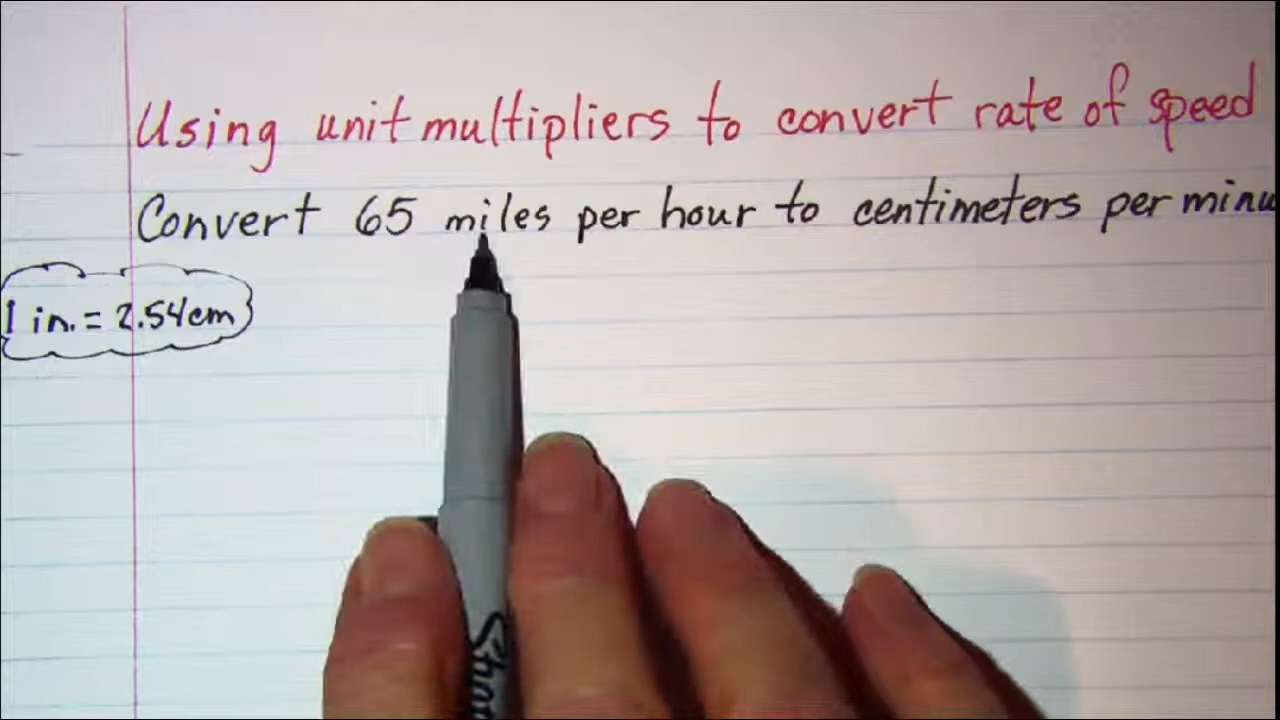 Using unit multipliers to convert rate of speed
Convert 65 miles per hour to centimeters per minu
1 in. = 2.54cm